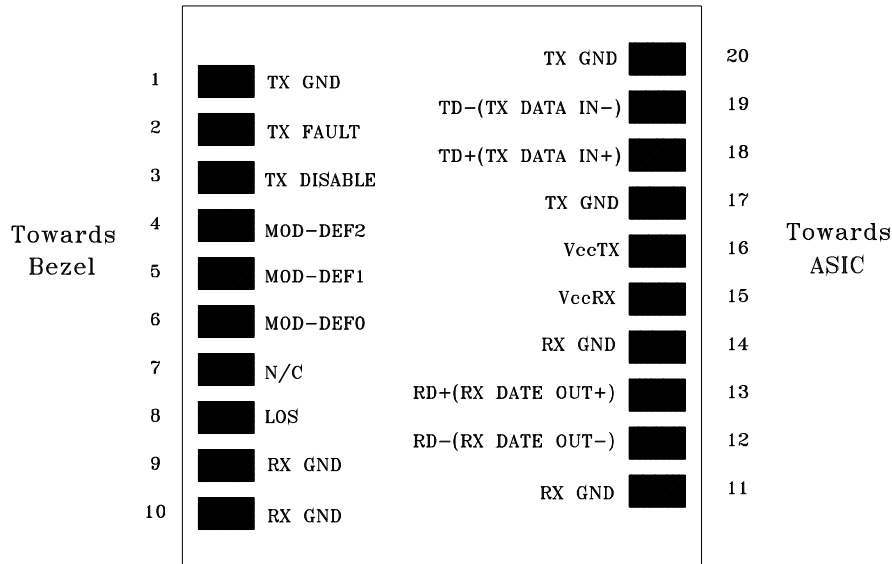 Towards
Bezel
1 TX GND
2 TX FAULT
3 TX DISABLE
4 MOD-DEF2
5 MOD-DEF1
6 MOD-DEF0
7 N/C
8 LOS
9 RX GND
10 RX GND
TX GND 20
TD-(TX DATA IN-) 19
TD+(TX DATA IN+) 18
TX GND 17
VccTX 16
VccRX 15
RX GND 14
RD+(RX DATE OUT+) 13
RD-(RX DATE OUT-) 12
RX GND 11
Towards
ASIC